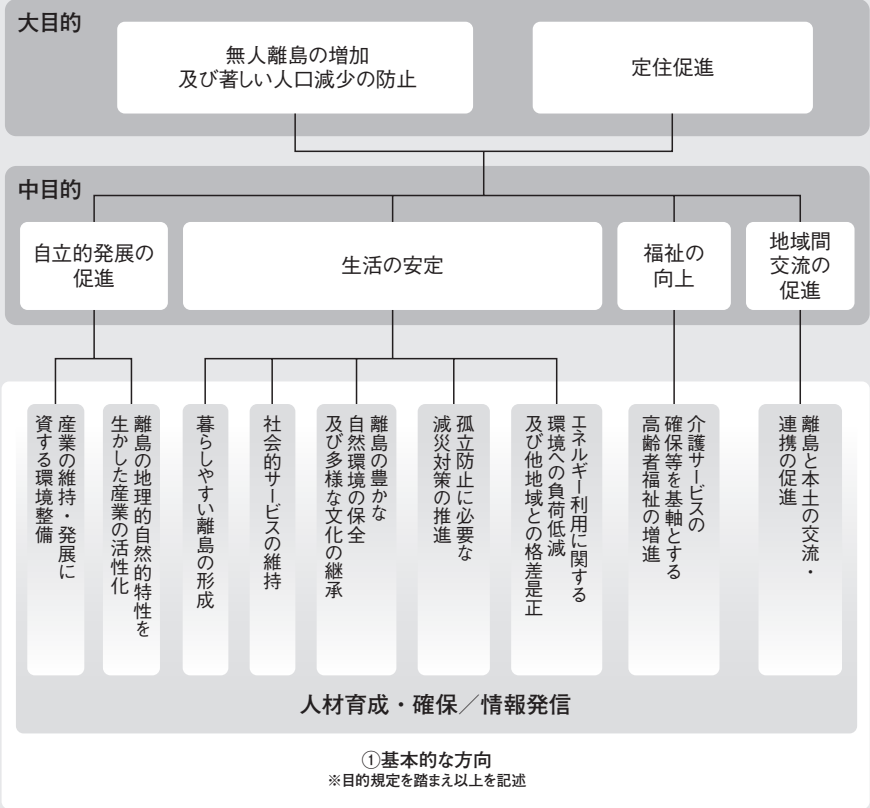 大目的
無人離島の増加
及び著しい人口減少の防止
定住促進
中目的
自立的発展の
促進
生活の安定
福祉の
向上
地域間
交流の
促進
産業の維持・発展に
資する環境整備
離島の地理的自然的特性を
生かした産業の活性化
暮らしやすい離島の形成
社会的サービスの維持
離島の豊かな
自然環境の保全
及び多様な文化の継承
孤立防止に必要な
減災対策の推進
エネルギー利用に関する
環境への負荷低減
及び他地域との格差是正
介護サービスの
確保等を基軸とする
高齢者福祉の増進
離島と本土の交流・
連携の促進
人材育成・確保／情報発信
①基本的な方向
※目的規定を踏まえ以上を記述